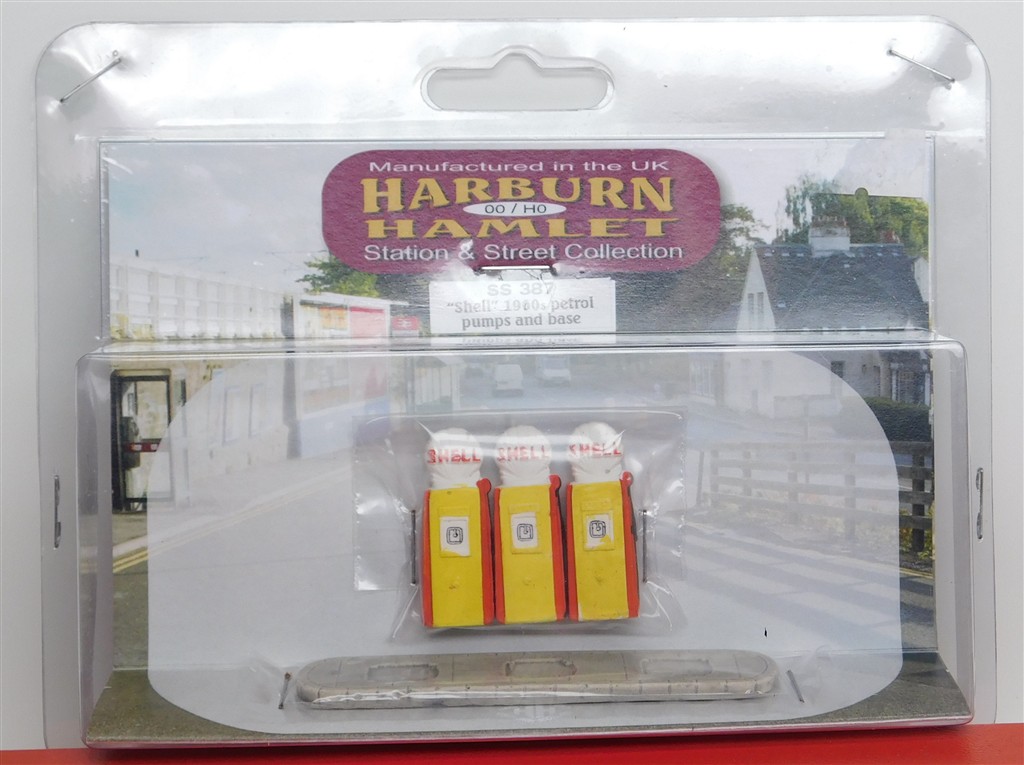 Manufactured in the UK
HARBURN
00 / H0
HAMLET
Station & Street Collection
SS 387
"Shell" 1960s petrol
pumps and base
SHELL SHELL SHELL